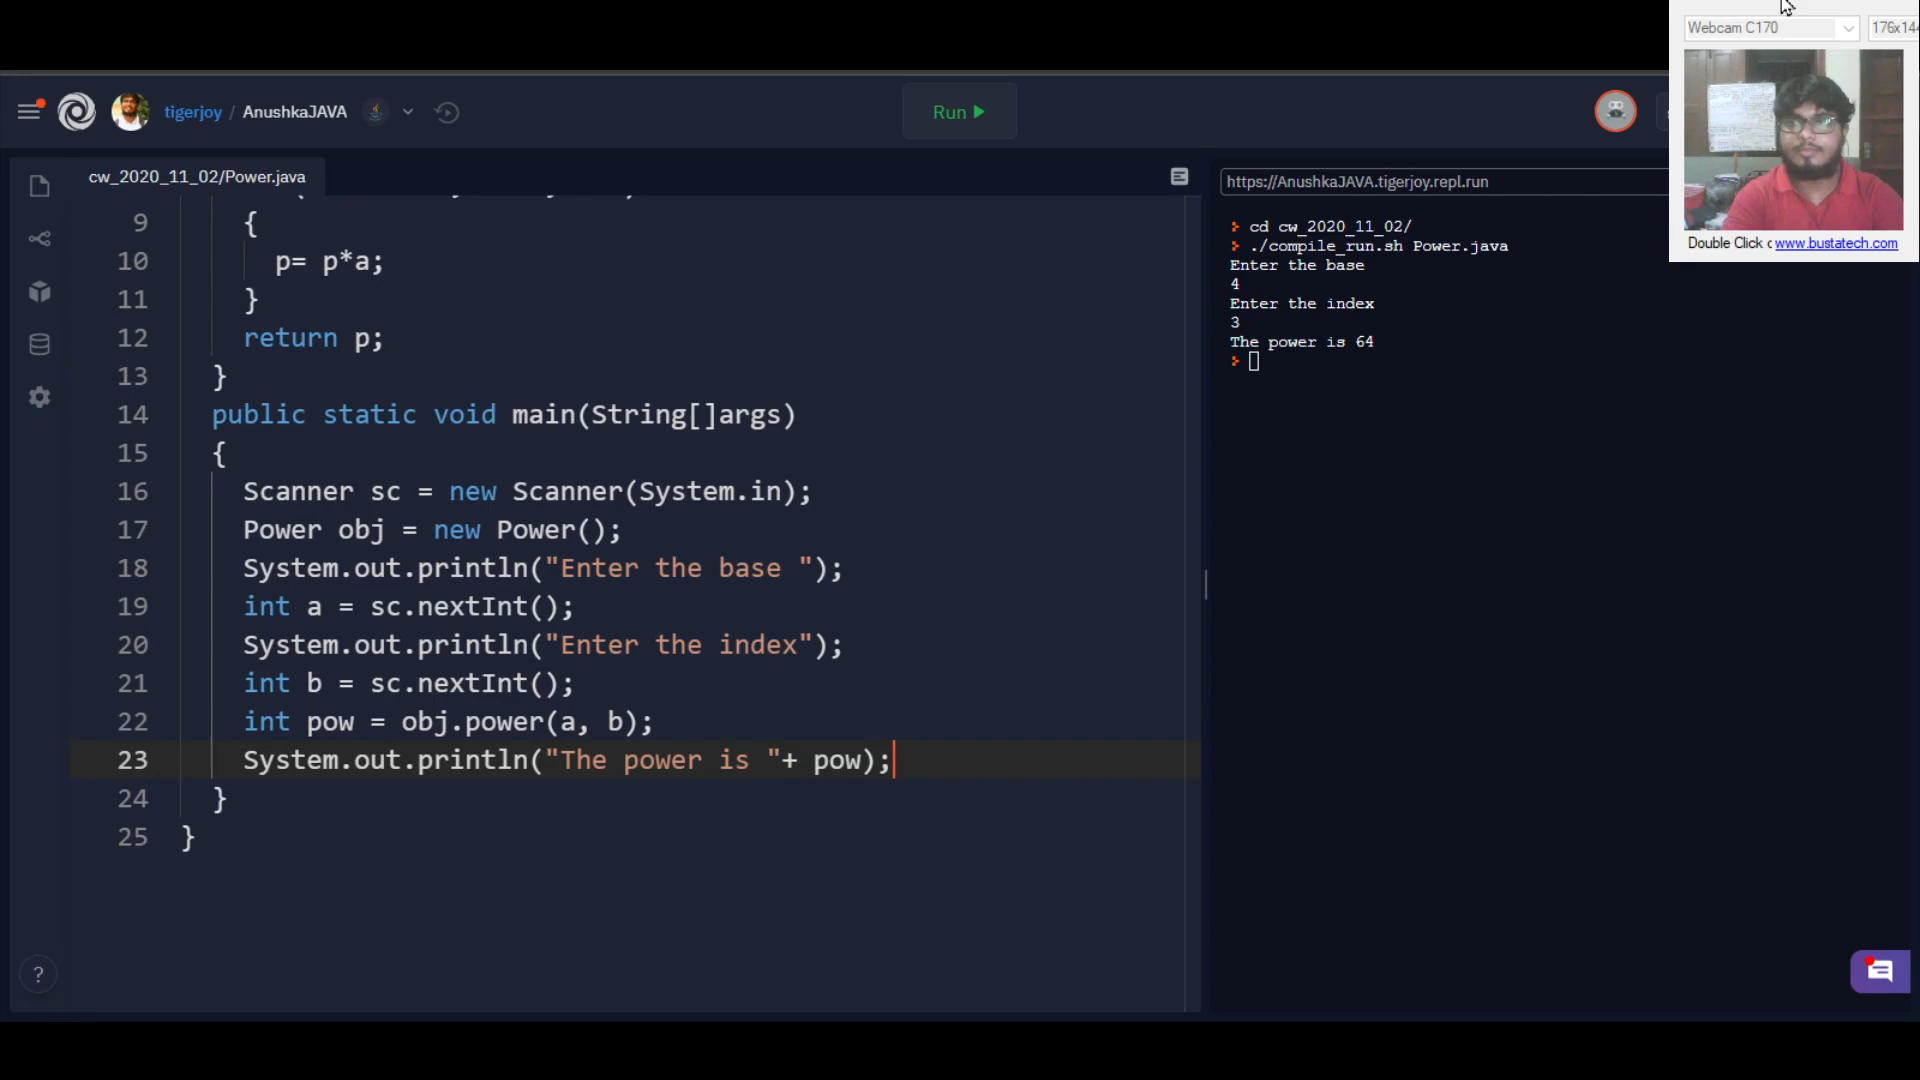 Webcam C170
176x144
Double Click
www.bustatech.com
tigerjoy / AnushkaJAVA
Run
cw_2020_11_02/Power.java
9 {
10 p= p*a;
11 }
12 return p;
13 }
14 public static void main(String[]args)
15 {
16 Scanner sc = new Scanner(System.in);
17 Power obj = new Power();
18 System.out.println("Enter the base ");
19 int a = sc.nextInt();
20 System.out.println("Enter the index");
21 int b = sc.nextInt();
22 int pow = obj.power(a, b);
23 System.out.println("The power is "+ pow);
24 }
25 }
?
https://AnushkaJAVA.tigerjoy.repl.run
> cd cw_2020_11_02/
> ./compile_run.sh Power.java
Enter the base
4
Enter the index
3
The power is 64
>